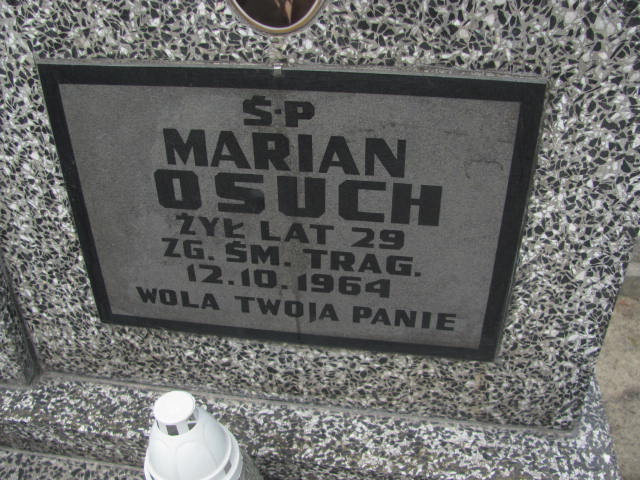 Ś·P
MARIAN
OSUCH
ŻYŁ LAT 29
ZG. ŚM. TRAG.
12.10.1964
WOLA TWOJA PANIE